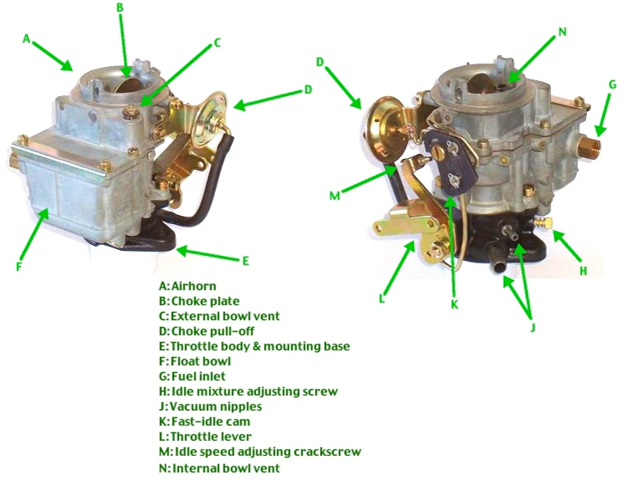 B
A
C
D
F
E
N
D
G
M
L
K
H
J
A: Airhorn
B: Choke plate
C: External bowl vent
D: Choke pull-off
E: Throttle body & mounting base
F: Float bowl
G: Fuel inlet
H: Idle mixture adjusting screw
J: Vacuum nipples
K: Fast-idle cam
L: Throttle lever
M: Idle speed adjusting crackscrew
N: Internal bowl vent